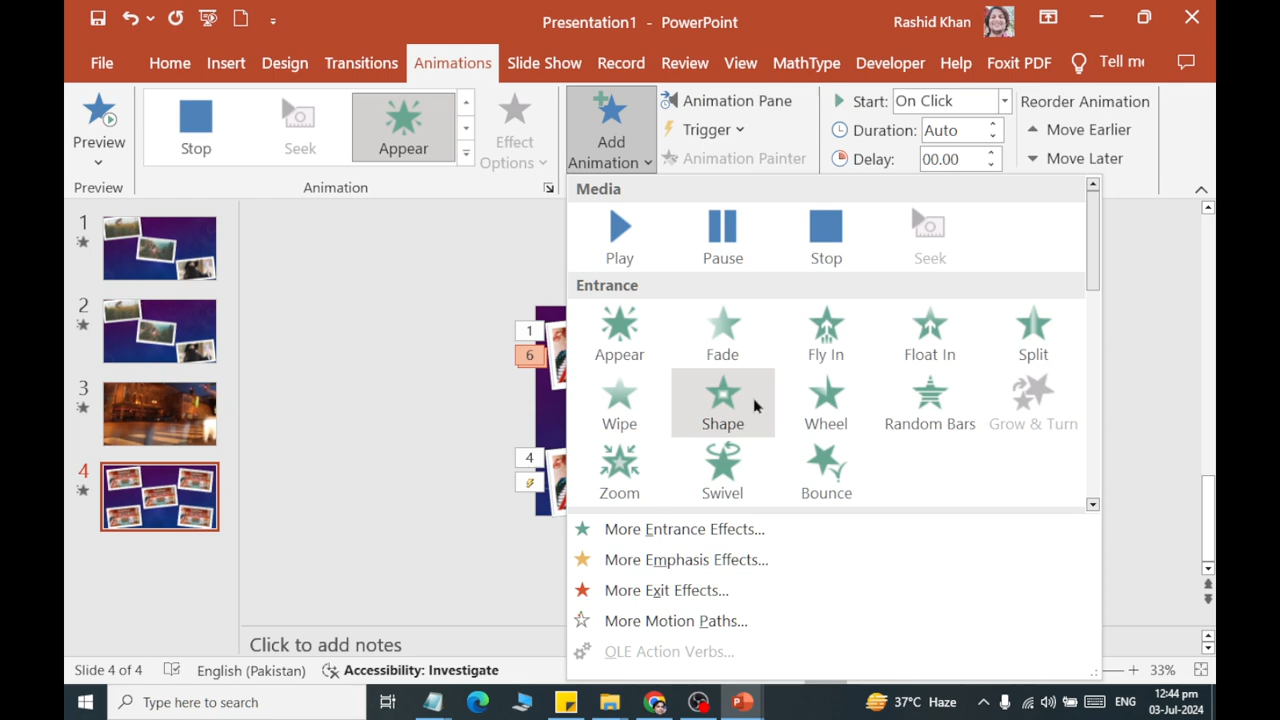 Presentation1 - PowerPoint
Rashid Khan
File Home Insert Design Transitions Animations Slide Show Record Review View MathType Developer Help Foxit PDF Tell me
Preview
Preview
Stop
Seek
Appear
Animation
Effect
Options
Add
Animation
Animation Pane
Trigger
Animation Painter
Start: On Click
Duration: Auto
Delay: 00.00
Reorder Animation
Move Earlier
Move Later
Media
Play Pause Stop Seek
Entrance
Appear Fade Fly In Float In Split
Wipe Shape Wheel Random Bars Grow & Turn
Zoom Swivel Bounce
More Entrance Effects...
More Emphasis Effects...
More Exit Effects...
More Motion Paths...
OLE Action Verbs...
1
2
3
4
1
6
4
Click to add notes
Slide 4 of 4 English (Pakistan) Accessibility: Investigate 33%
Type here to search
37°C Haze
ENG
12:44 pm
03-Jul-2024